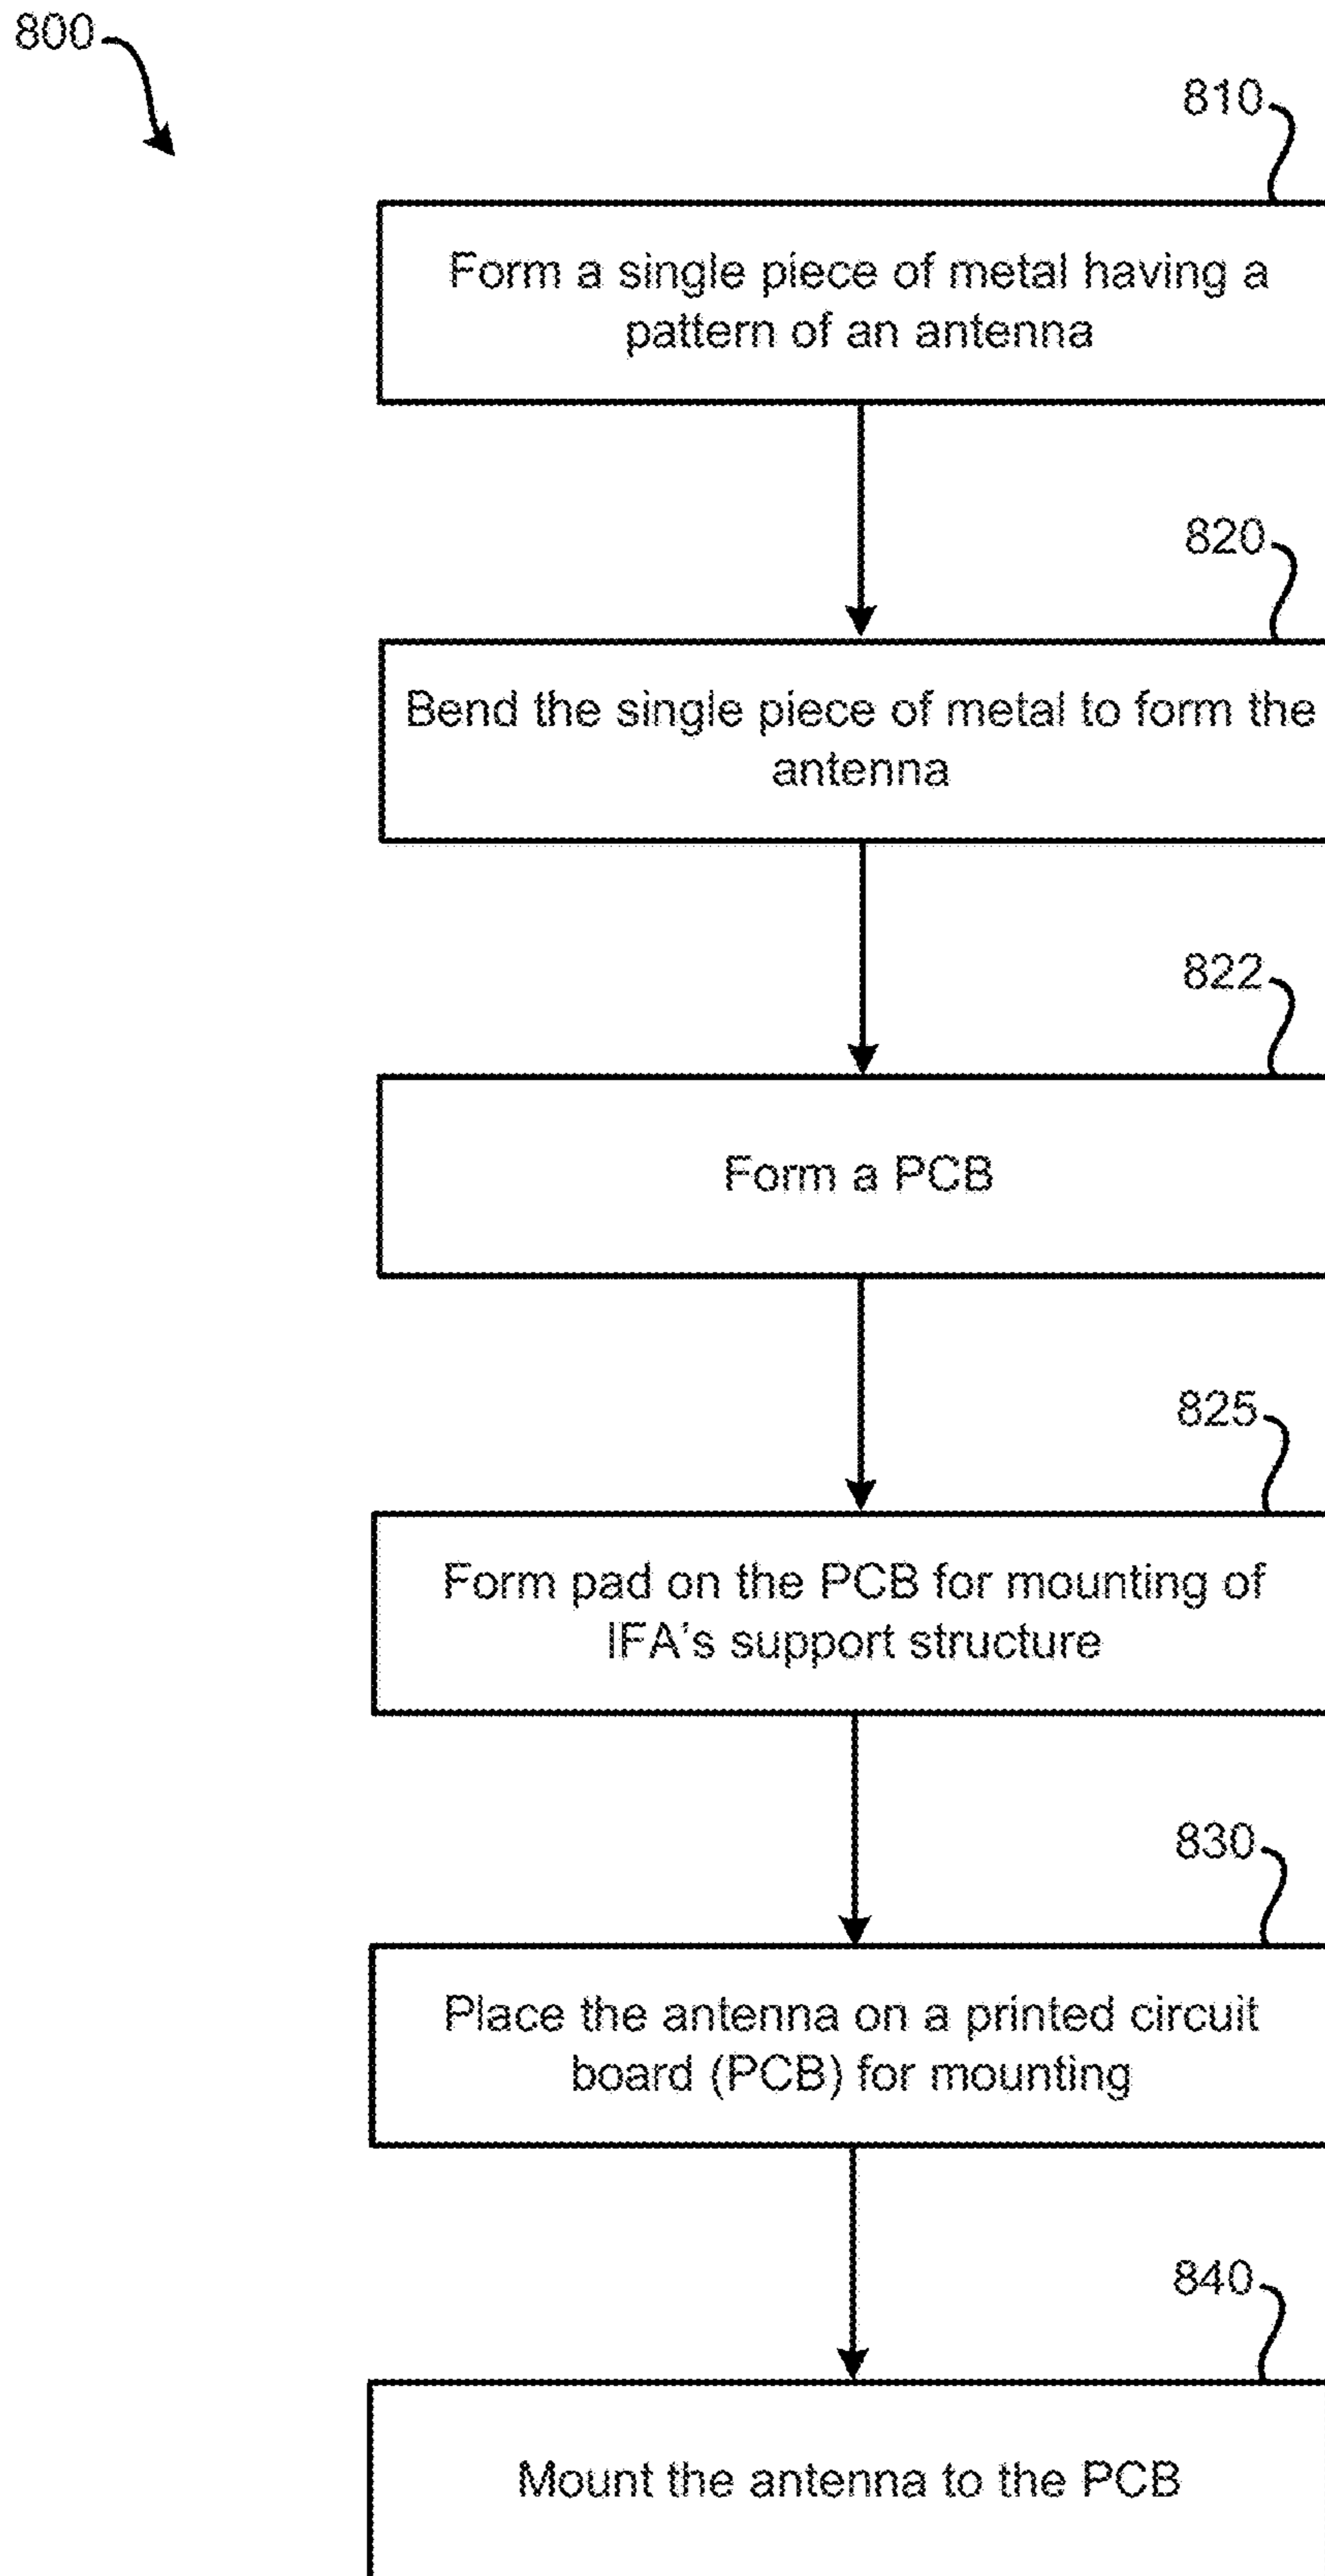 800
810
Form a single piece of metal having a
pattern of an antenna
820
Bend the single piece of metal to form the
antenna
822
Form a PCB
825
Form pad on the PCB for mounting of
IFA's support structure
830
Place the antenna on a printed circuit
board (PCB) for mounting
840
Mount the antenna to the PCB